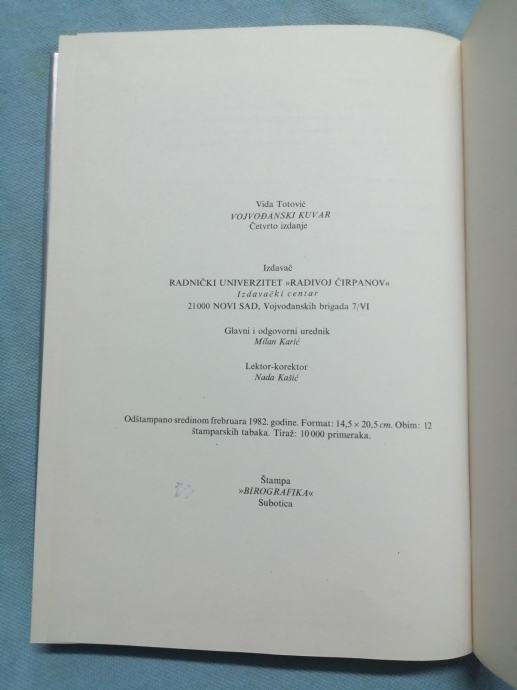 Vida Totović
VOJVOĐANSKI KUVAR
Četvrto izdanje
Izdavač
RADNIČKI UNIVERZITET »RADIVOJ ĆIRPANOV«
Izdavački centar
21000 NOVI SAD, Vojvođanskih brigada 7/VI
Glavni i odgovorni urednik
Milan Karić
Lektor-korektor
Nada Kašić
Odštampano sredinom frebruara 1982. godine. Format: 14,5 × 20,5 cm. Obim: 12
štamparskih tabaka. Tiraž: 10 000 primeraka.
Štampa
»BIROGRAFIKA«
Subotica